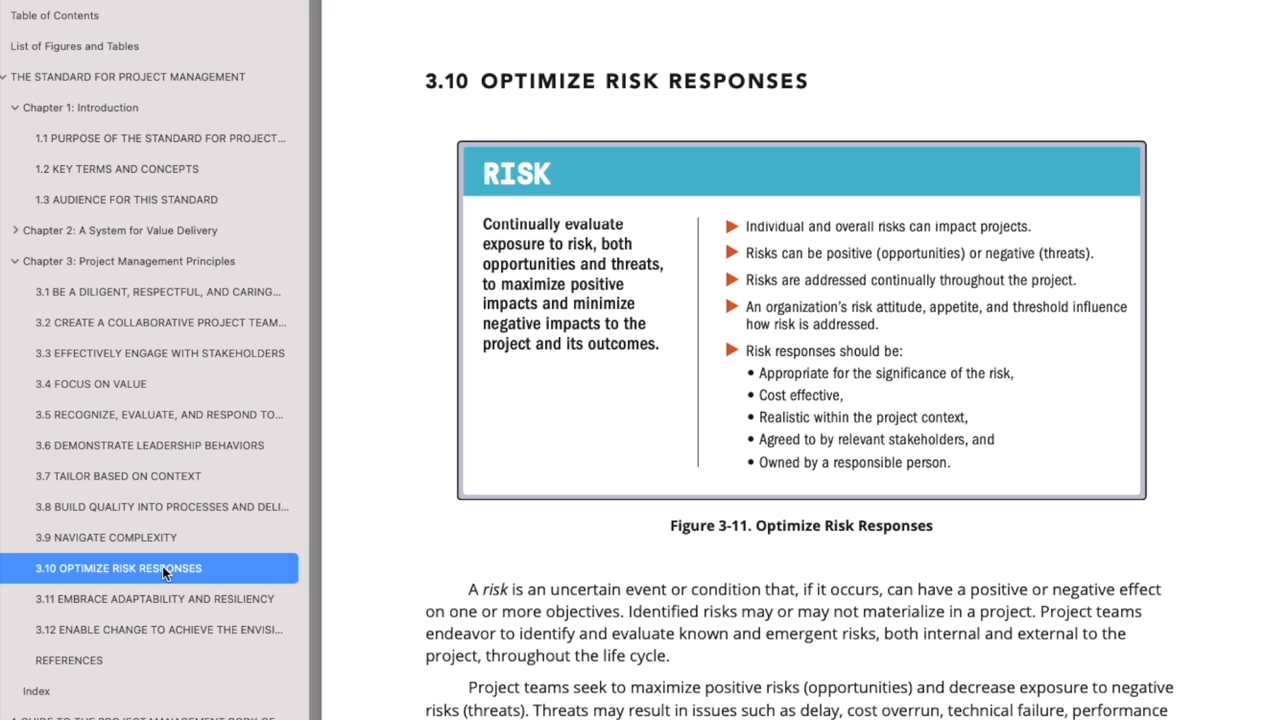 Table of Contents
List of Figures and Tables
THE STANDARD FOR PROJECT MANAGEMENT
Chapter 1: Introduction
1.1 PURPOSE OF THE STANDARD FOR PROJECT...
1.2 KEY TERMS AND CONCEPTS
1.3 AUDIENCE FOR THIS STANDARD
Chapter 2: A System for Value Delivery
Chapter 3: Project Management Principles
3.1 BE A DILIGENT, RESPECTFUL, AND CARING...
3.2 CREATE A COLLABORATIVE PROJECT TEAM...
3.3 EFFECTIVELY ENGAGE WITH STAKEHOLDERS
3.4 FOCUS ON VALUE
3.5 RECOGNIZE, EVALUATE, AND RESPOND TO...
3.6 DEMONSTRATE LEADERSHIP BEHAVIORS
3.7 TAILOR BASED ON CONTEXT
3.8 BUILD QUALITY INTO PROCESSES AND DELI...
3.9 NAVIGATE COMPLEXITY
3.10 OPTIMIZE RISK RESPONSES
3.11 EMBRACE ADAPTABILITY AND RESILIENCY
3.12 ENABLE CHANGE TO ACHIEVE THE ENVISI...
REFERENCES
Index
A GUIDE TO THE PROJECT MANAGEMENT BODY OF
3.10 OPTIMIZE RISK RESPONSES
RISK
Continually evaluate
exposure to risk, both
opportunities and threats,
to maximize positive
impacts and minimize
negative impacts to the
project and its outcomes.
Individual and overall risks can impact projects.
Risks can be positive (opportunities) or negative (threats).
Risks are addressed continually throughout the project.
An organization's risk attitude, appetite, and threshold influence
how risk is addressed.
Risk responses should be:
• Appropriate for the significance of the risk,
• Cost effective,
• Realistic within the project context,
• Agreed to by relevant stakeholders, and
• Owned by a responsible person.
Figure 3-11. Optimize Risk Responses
A risk is an uncertain event or condition that, if it occurs, can have a positive or negative effect
on one or more objectives. Identified risks may or may not materialize in a project. Project teams
endeavor to identify and evaluate known and emergent risks, both internal and external to the
project, throughout the life cycle.
Project teams seek to maximize positive risks (opportunities) and decrease exposure to negative
risks (threats). Threats may result in issues such as delay, cost overrun, technical failure, performance